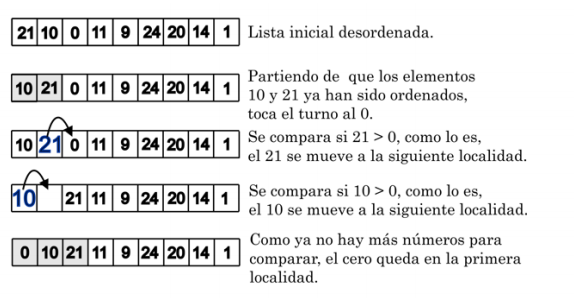 21 10 0 11 9 24 20 14 1 Lista inicial desordenada.
Partiendo de que los elementos
10 21 0 11 9 24 20 14 1 10 y 21 ya han sido ordenados,
toca el turno al 0.
10 21 0 11 9 24 20 14 1 Se compara si 21 > 0, como lo es,
el 21 se mueve a la siguiente localidad.
10 21 11 9 24 20 14 1 Se compara si 10 > 0, como lo es,
el 10 se mueve a la siguiente localidad.
0 10 21 11 9 24 20 14 1 Como ya no hay más números para
comparar, el cero queda en la primera
localidad.